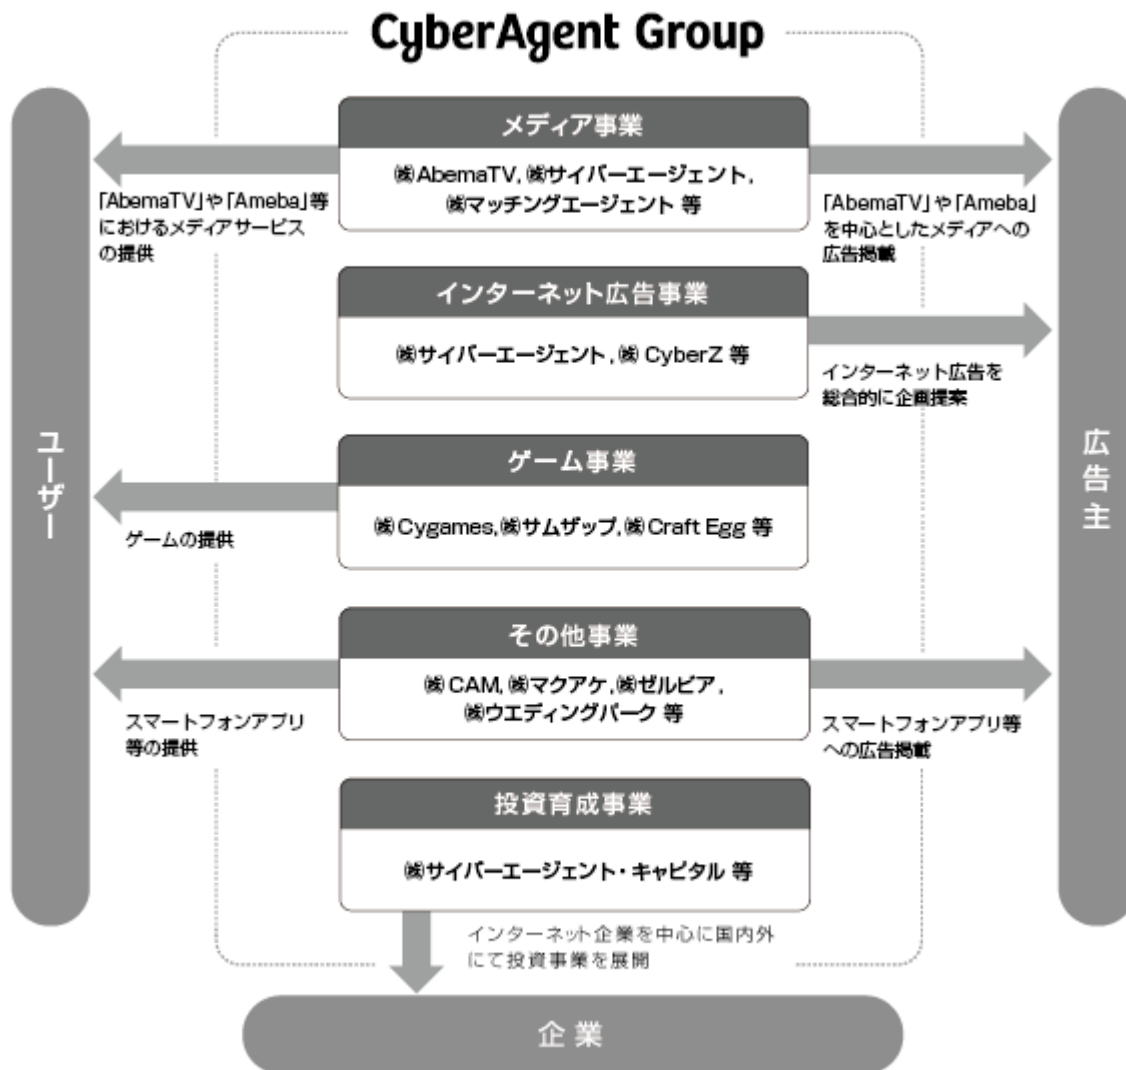 CyberAgent Group
メディア事業
㈱AbemaTV, ㈱サイバーエージェント,
㈱マッチングエージェント 等
「AbemaTV」や「Ameba」等
におけるメディアサービス
の提供
「AbemaTV」や「Ameba」
を中心としたメディアへの
広告掲載
インターネット広告事業
㈱サイバーエージェント, ㈱ CyberZ 等
インターネット広告を
総合的に企画提案
ユーザー
広告主
ゲーム事業
㈱ Cygames, ㈱サムザップ, ㈱ Craft Egg 等
ゲームの提供
その他事業
㈱ CAM, ㈱マクアケ, ㈱ゼルビア,
㈱ウエディングパーク 等
スマートフォンアプリ
等の提供
スマートフォンアプリ等
への広告掲載
投資育成事業
㈱サイバーエージェント・キャピタル 等
インターネット企業を中心に国内外
にて投資事業を展開
企業